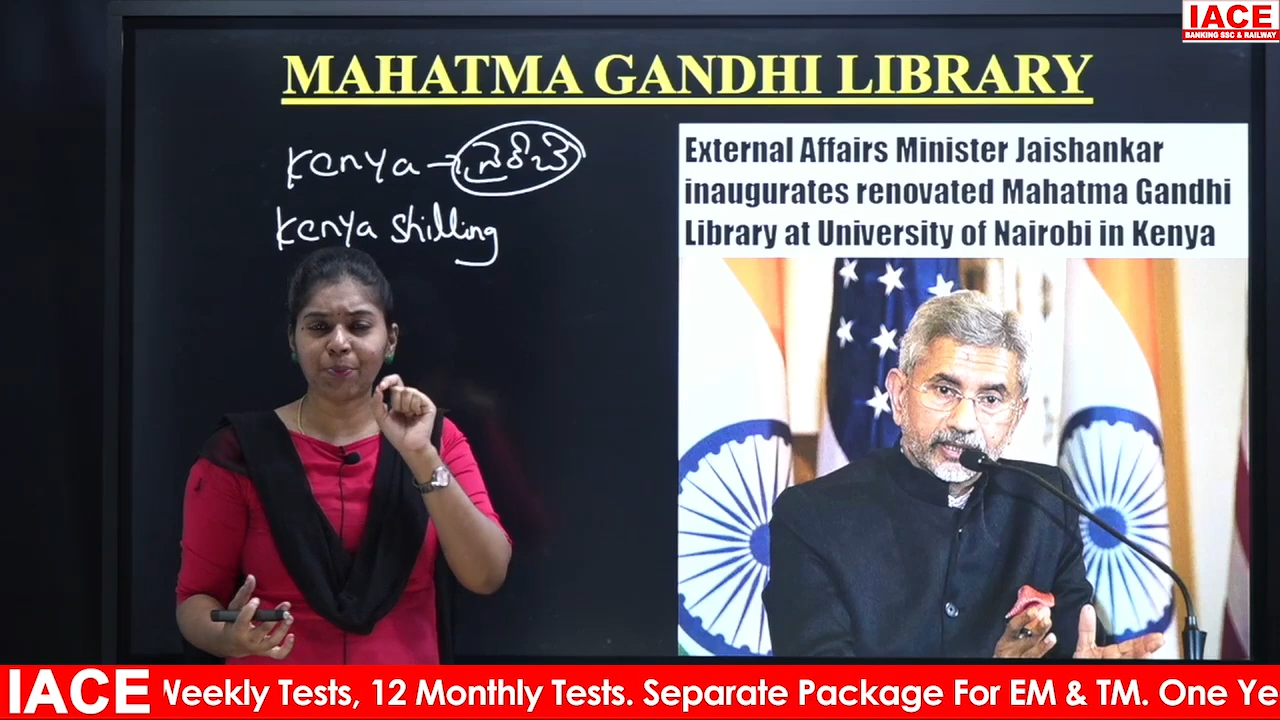 IACE
BANKING SSC & RAILWAY
MAHATMA GANDHI LIBRARY
Kenya -
Kenya shilling
External Affairs Minister Jaishankar
inaugurates renovated Mahatma Gandhi
Library at University of Nairobi in Kenya
IACE Weekly Tests, 12 Monthly Tests. Separate Package For EM & TM. One Ye